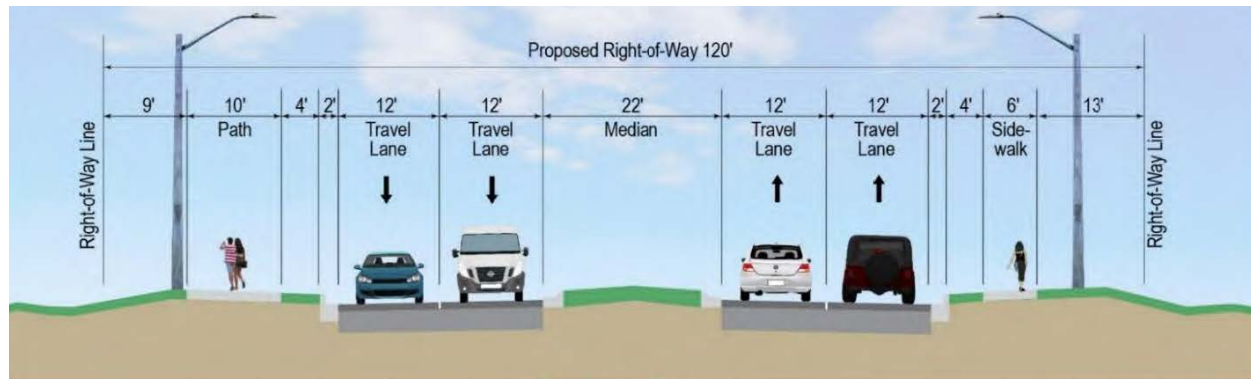 Proposed Right-of-Way 120'
9' 10' 4' 2' 12' 12' 22' 12' 12' 2' 4' 6' 13'
Path Travel Travel Median Travel Travel Side-
Lane Lane Lane Lane walk
Right-of-Way Line
Right-of-Way Line